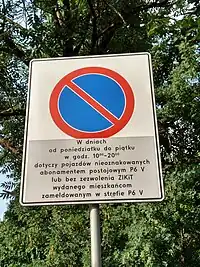 W dniach
od poniedziałku do piątku
w godz. 10⁰⁰-20⁰⁰
dotyczy pojazdów nieoznakowanych
abonamentem postojowym P6 V
lub bez zezwolenia ZIKiT
wydanego mieszkańcom
zameldowanym w strefie P6 V